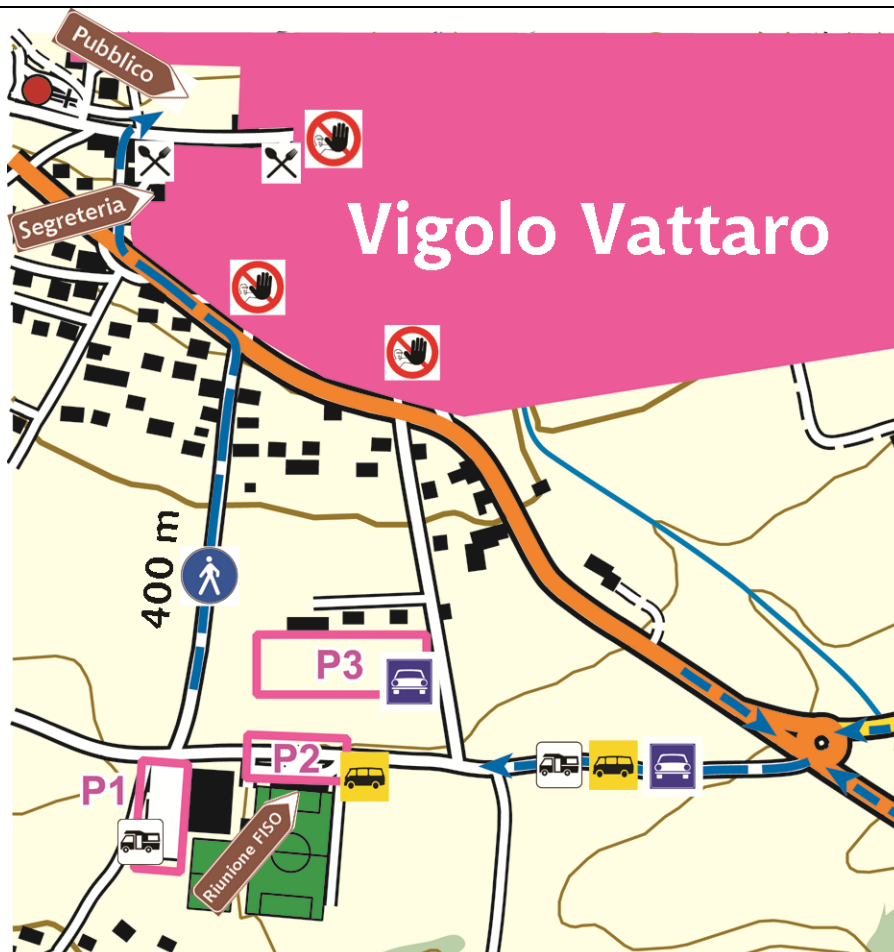 Pubblico
Segreteria
Vigolo Vattaro
400 m
P3
P2
P1
Riunione FISO